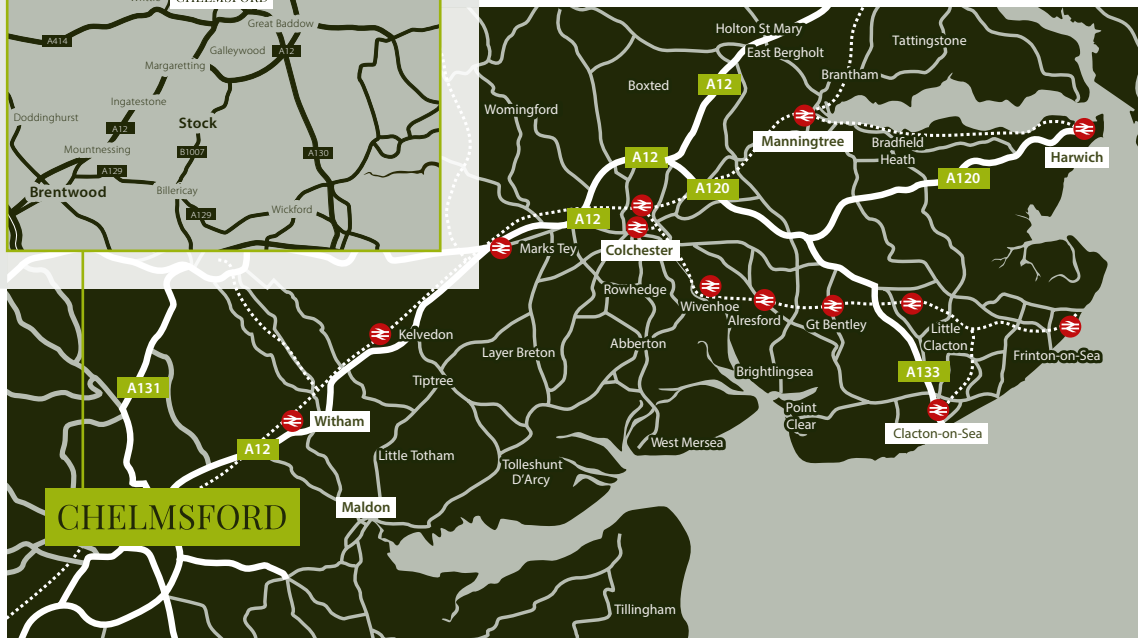 CHELMSFORD
Great Baddow
A414
Galleywood
A12
Margaretting
Ingatestone
Doddinghurst
Stock
A12
Mountnessing
B1007
A130
A129
Brentwood
Billericay
A129
Wickford
Holton St Mary
East Bergholt
Tattingstone
Brantham
Boxted
A12
Womingford
Manningtree
Bradfield
Heath
Harwich
A12
A120
A120
A12
Colchester
Marks Tey
Rowhedge
Wivenhoe
Alresford
Gt Bentley
Little
Clacton
Frinton-on-Sea
Kelvedon
Abberton
Layer Breton
Brightlingsea
A133
Tiptree
A131
Point
Clear
Clacton-on-Sea
Witham
West Mersea
A12
Little Totham
Tolleshunt
D'Arcy
Maldon
CHELMSFORD
Tillingham